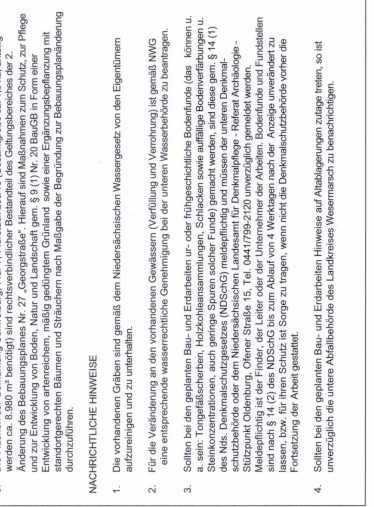 werden ca. 8.980 m² benötigt) sind rechtsverbindlicher Bestandteil des Geltungsbereiches der 2.
Änderung des Bebauungsplanes Nr. 27 „Georgstraße". Hierauf sind Maßnahmen zum Schutz, zur Pflege
und zur Entwicklung von Boden, Natur und Landschaft gem. § 9 (1) Nr. 20 BauGB in Form einer
Entwicklung von artenreichem, mäßig gedüngtem Grünland sowie einer Ergänzungsbepflanzung mit
standortgerechten Bäumen und Sträuchern nach Maßgabe der Begründung zur Bebauungsplanänderung
durchzuführen.
NACHRICHTLICHE HINWEISE
1. Die vorhandenen Gräben sind gemäß dem Niedersächsischen Wassergesetz von den Eigentümern
aufzureinigen und zu unterhalten.
2. Für die Veränderung an den vorhandenen Gewässern (Verfüllung und Verrohrung) ist gemäß NWG
eine entsprechende wasserrechtliche Genehmigung bei der unteren Wasserbehörde zu beantragen.
3. Sollten bei den geplanten Bau- und Erdarbeiten ur- oder frühgeschichtliche Bodenfunde (das können u.
a. sein: Tongefäßscherben, Holzkohleansammlungen, Schlacken sowie auffällige Bodenverfärbungen u.
Steinkonzentrationen, auch geringe Spuren solcher Funde) gemacht werden, sind diese gem. § 14 (1)
des Nds. Denkmalschutzgesetzes (NDSchG) meldepflichtig und müssen der unteren Denkmal-
schutzbehörde oder dem Niedersächsischen Landesamt für Denkmalpflege - Referat Archäologie -
Stützpunkt Oldenburg, Ofener Straße 15, Tel. 0441/799-2120 unverzüglich gemeldet werden.
Meldepflichtig ist der Finder, der Leiter oder der Unternehmer der Arbeiten. Bodenfunde und Fundstellen
sind nach § 14 (2) des NDSchG bis zum Ablauf von 4 Werktagen nach der Anzeige unverändert zu
lassen, bzw. für ihren Schutz ist Sorge zu tragen, wenn nicht die Denkmalschutzbehörde vorher die
Fortsetzung der Arbeit gestattet.
4. Sollten bei den geplanten Bau- und Erdarbeiten Hinweise auf Altablagerungen zutage treten, so ist
unverzüglich die untere Abfallbehörde des Landkreises Wesermarsch zu benachrichtigen.